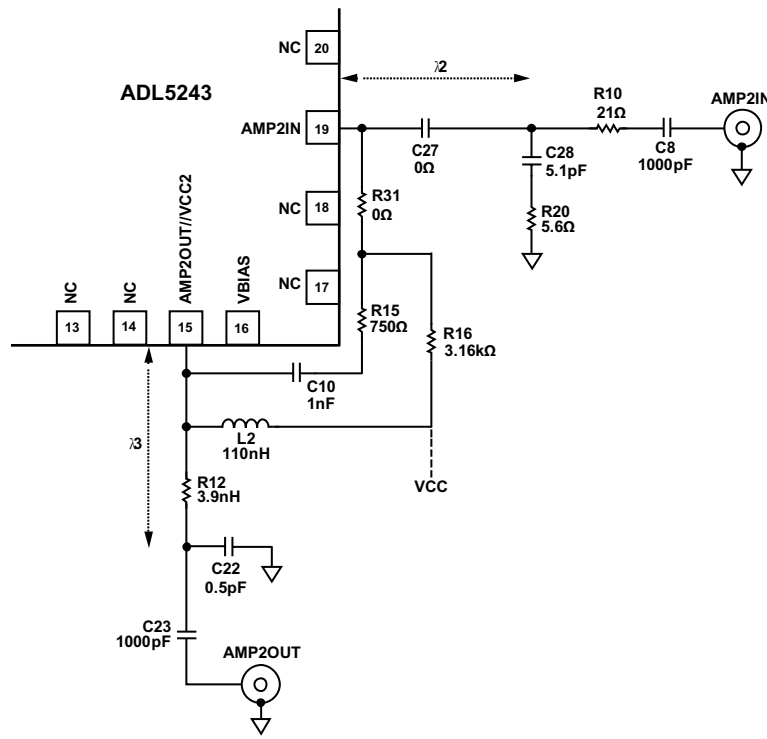 NC
20
λ2
ADL5243
R10
21Ω
AMP2IN
AMP2IN
19
C27
0Ω
C28
5.1pF
C8
1000pF
R31
0Ω
NC
18
R20
5.6Ω
AMP2OUT//VCC2
VBIAS
NC
NC
NC
17
13
14
15
16
R15
750Ω
R16
3.16kΩ
C10
1nF
λ3
L2
110nH
VCC
R12
3.9nH
C22
0.5pF
C23
1000pF
AMP2OUT